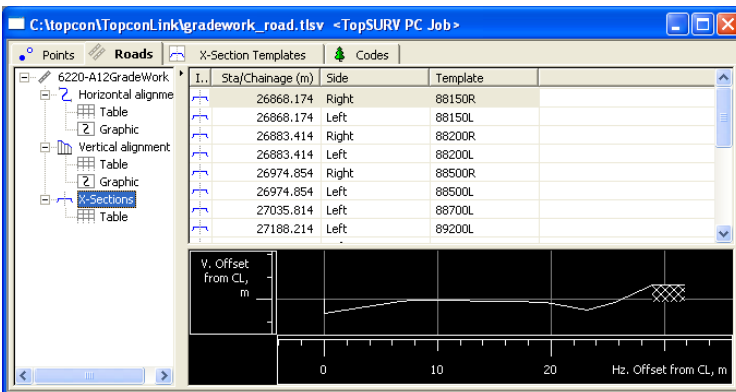 C:\topcon\TopconLink\gradework_road.tlsv <TopSURV PC Job>
Points Roads X-Section Templates Codes
6220-A12GradeWork
Horizontal alignme
Table
Graphic
Vertical alignment
Table
Graphic
X-Sections
Table
I.. Sta/Chainage (m) Side Template
26868.174 Right 88150R
26868.174 Left 88150L
26883.414 Right 88200R
26883.414 Left 88200L
26974.854 Right 88500R
26974.854 Left 88500L
27035.814 Left 88700L
27188.214 Left 89200L
V. Offset
from CL,
m
0 10 20 Hz. Offset from CL, m